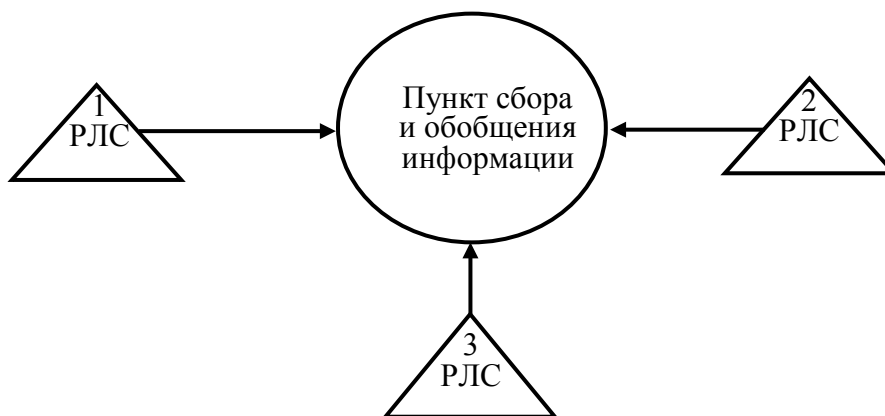 1
РЛС
Пункт сбора
и обобщения
информации
2
РЛС
3
РЛС